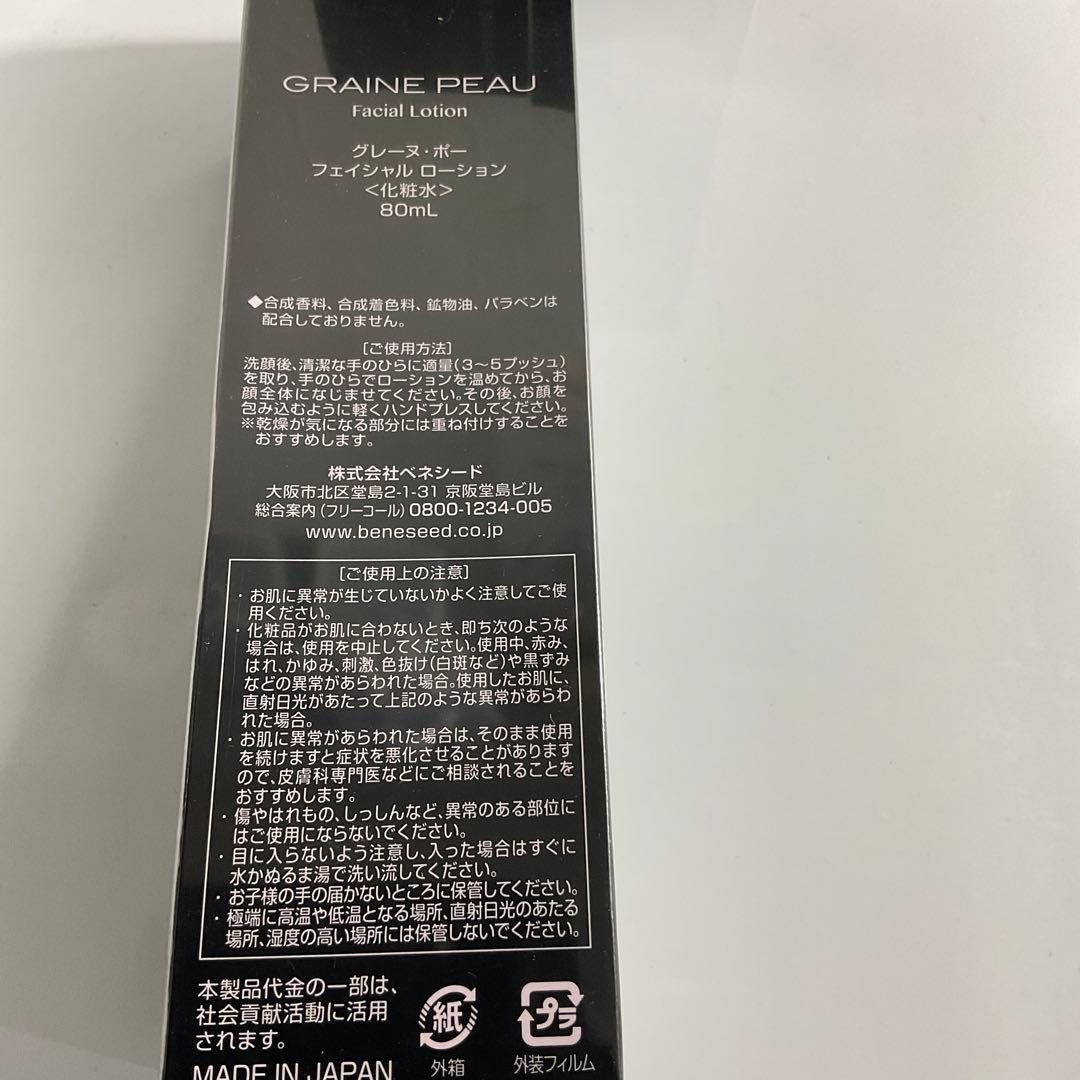 GRAINE PEAU
Facial Lotion
グレーヌ・ポー
フェイシャル ローション
＜化粧水＞
80mL
◆合成香料、合成着色料、鉱物油、パラベンは
配合しておりません。
［ご使用方法］
洗顔後、清潔な手のひらに適量（3～5プッシュ）
を取り、手のひらでローションを温めてから、お
顔全体になじませてください。その後、お顔を
包み込むように軽くハンドプレスしてください。
※乾燥が気になる部分には重ね付けすることを
おすすめします。
株式会社ベネシード
大阪市北区堂島2-1-31 京阪堂島ビル
総合案内（フリーコール）0800-1234-005
www.beneseed.co.jp
［ご使用上の注意］
・お肌に異常が生じていないかよく注意してご使
用ください。
・化粧品がお肌に合わないとき、即ち次のような
場合は、使用を中止してください。使用中、赤み、
はれ、かゆみ、刺激、色抜け（白斑など）や黒ずみ
などの異常があらわれた場合。使用したお肌に、
直射日光があたって上記のような異常があらわ
れた場合。
・お肌に異常があらわれた場合は、そのまま使用
を続けますと症状を悪化させることがあります
ので、皮膚科専門医などにご相談されることを
おすすめします。
・傷やはれもの、しっしんなど、異常のある部位に
はご使用にならないでください。
・目に入らないよう注意し、入った場合はすぐに
水かぬるま湯で洗い流してください。
・お子様の手の届かないところに保管してください。
・極端に高温や低温となる場所、直射日光のあたる
場所、湿度の高い場所には保管しないでください。
本製品代金の一部は、
社会貢献活動に活用
されます。
MADE IN JAPAN
紙
外箱
プラ
外装フィルム